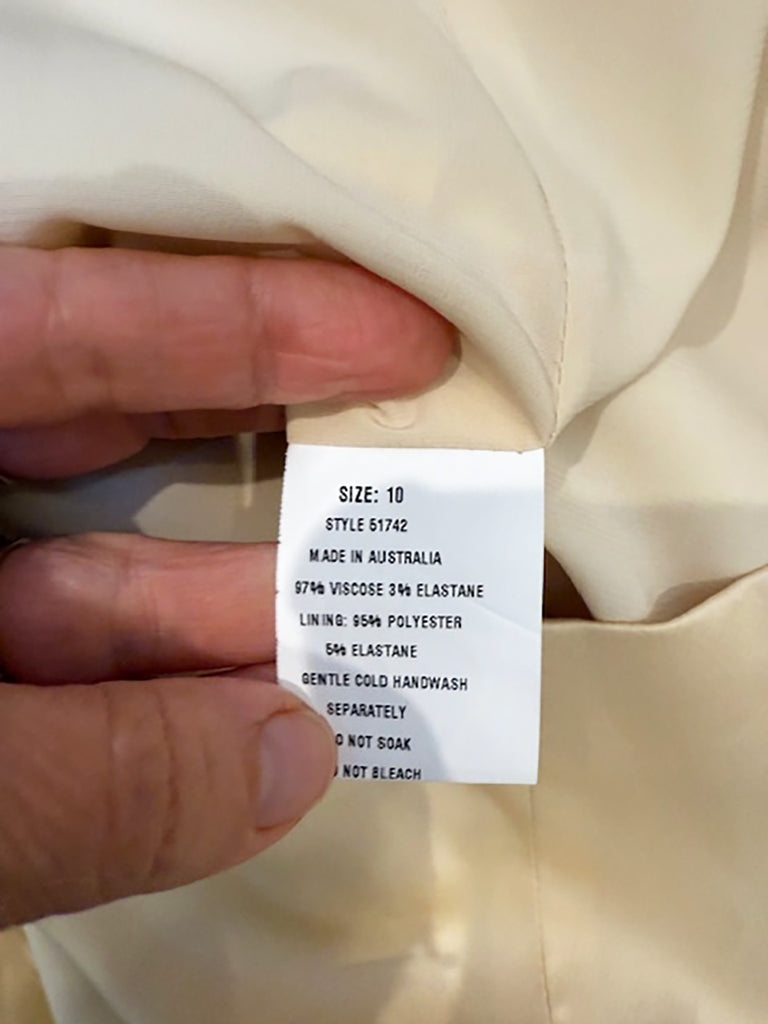 SIZE: 10
STYLE 51742
MADE IN AUSTRALIA
97% VISCOSE 3% ELASTANE
LINING: 95% POLYESTER
5% ELASTANE
GENTLE COLD HANDWASH
SEPARATELY
O NOT SOAK
NOT BLEACH